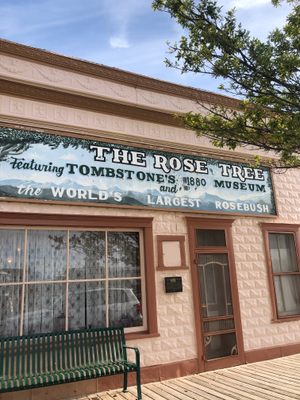 THE ROSE TREE
Featuring TOMBSTONE'S 1880 MUSEUM
and
the WORLD'S LARGEST ROSEBUSH